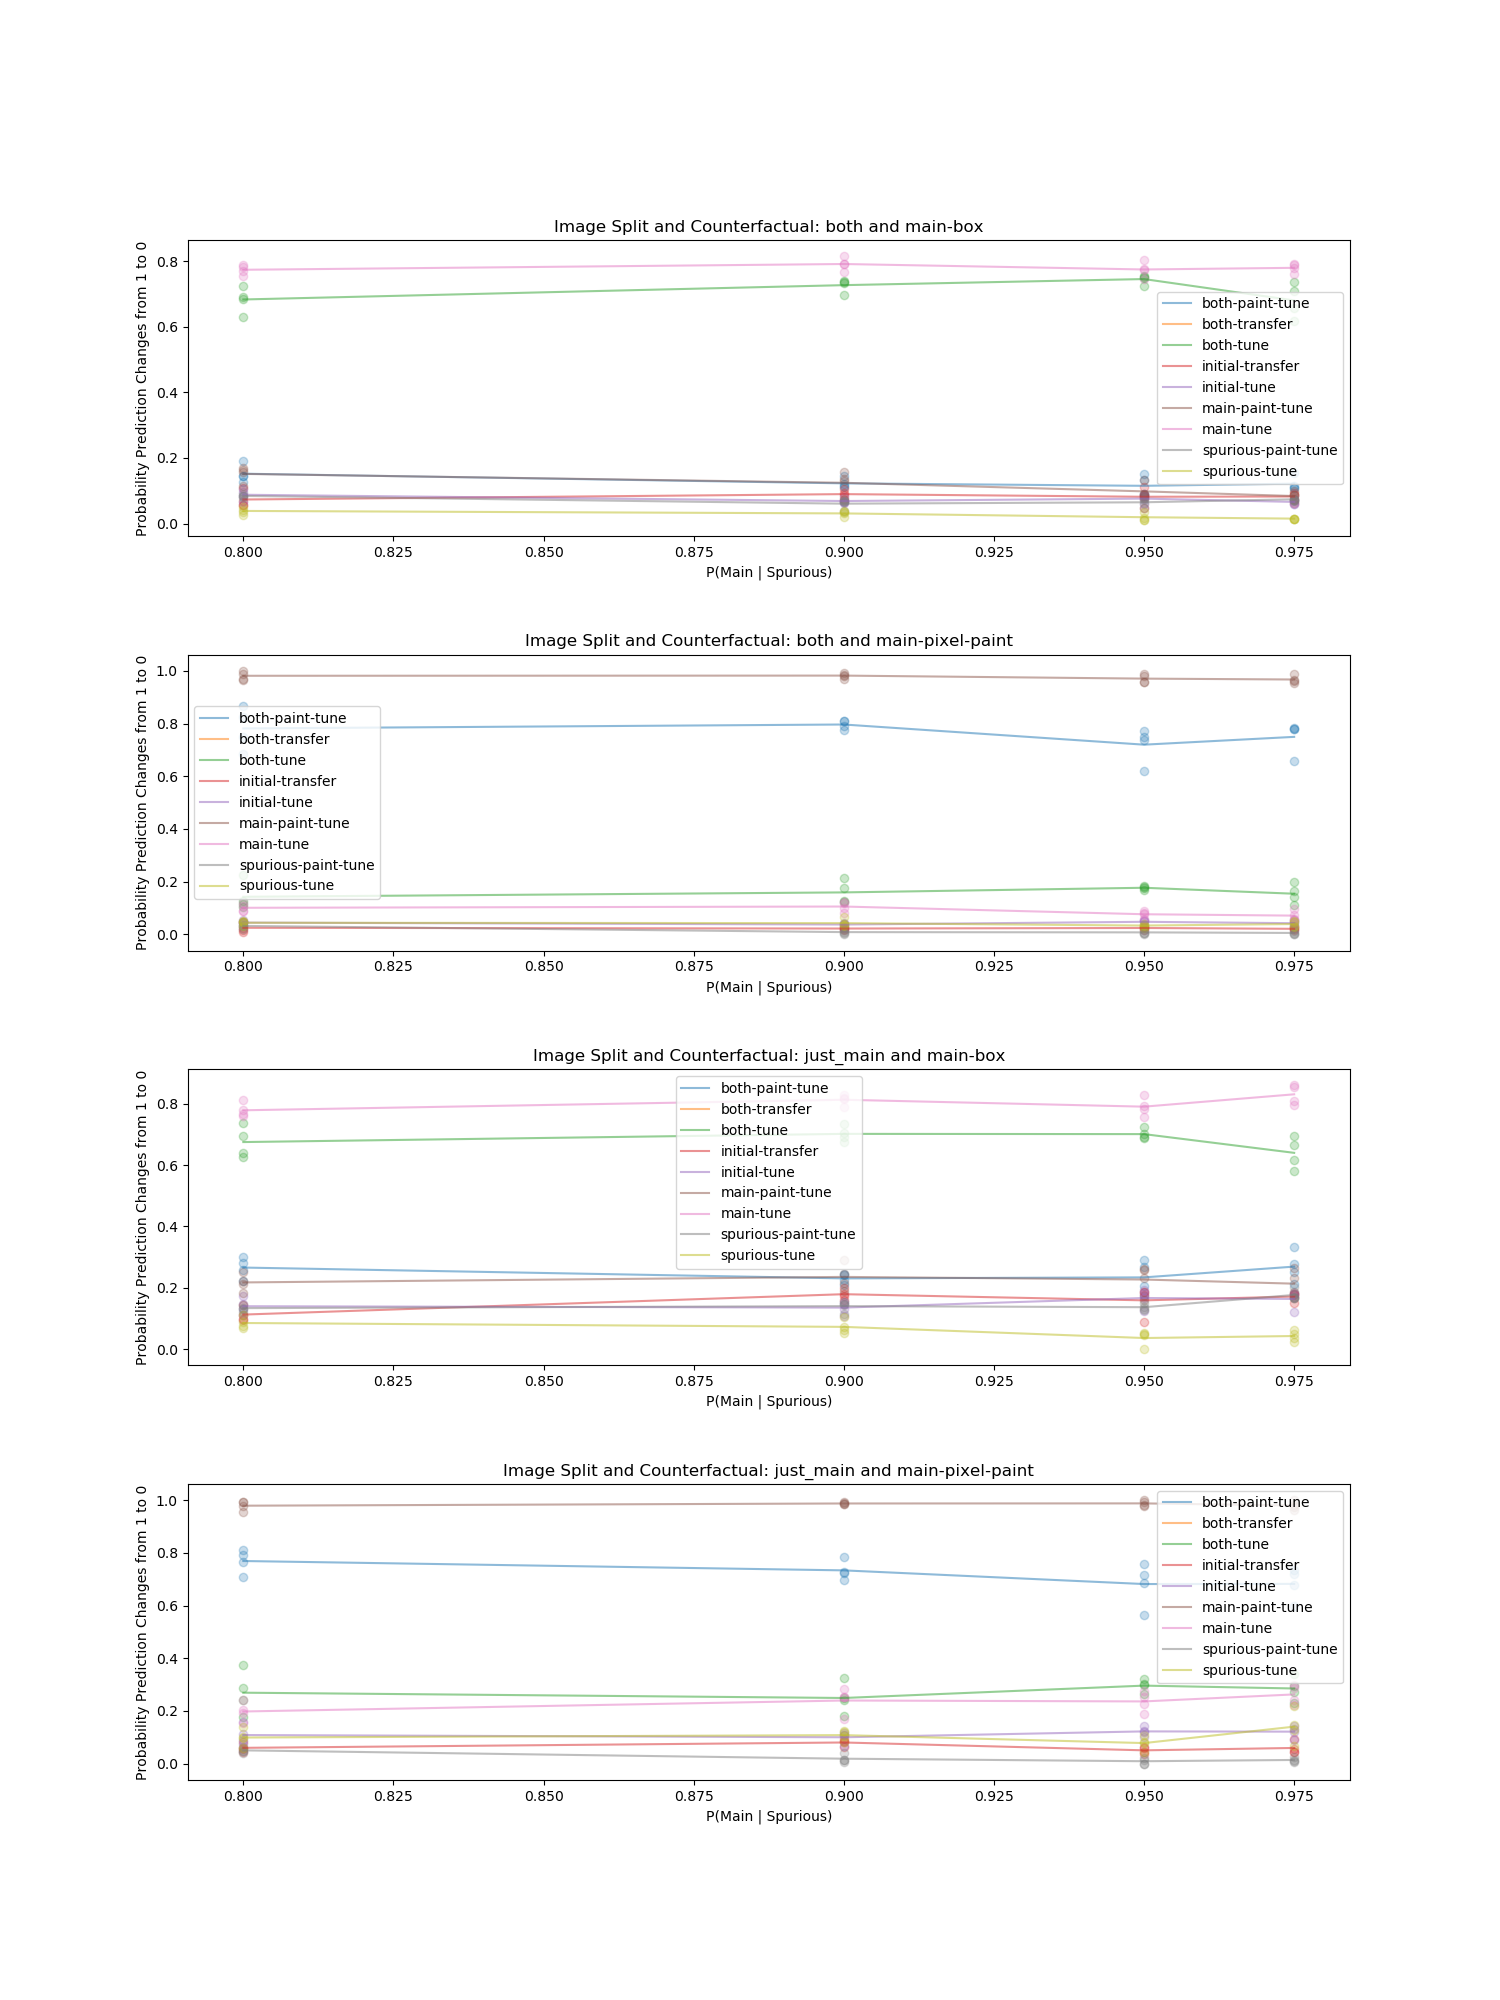 Image Split and Counterfactual: both and main-box
Probability Prediction Changes from 1 to 0
0.8
0.6
0.4
0.2
0.0
both-paint-tune
both-transfer
both-tune
initial-transfer
initial-tune
main-paint-tune
main-tune
spurious-paint-tune
spurious-tune
0.800 0.825 0.850 0.875 0.900 0.925 0.950 0.975
P(Main | Spurious)
Image Split and Counterfactual: both and main-pixel-paint
Probability Prediction Changes from 1 to 0
1.0
0.8
0.6
0.4
0.2
0.0
both-paint-tune
both-transfer
both-tune
initial-transfer
initial-tune
main-paint-tune
main-tune
spurious-paint-tune
spurious-tune
0.800 0.825 0.850 0.875 0.900 0.925 0.950 0.975
P(Main | Spurious)
Image Split and Counterfactual: just_main and main-box
Probability Prediction Changes from 1 to 0
0.8
0.6
0.4
0.2
0.0
both-paint-tune
both-transfer
both-tune
initial-transfer
initial-tune
main-paint-tune
main-tune
spurious-paint-tune
spurious-tune
0.800 0.825 0.850 0.875 0.900 0.925 0.950 0.975
P(Main | Spurious)
Image Split and Counterfactual: just_main and main-pixel-paint
Probability Prediction Changes from 1 to 0
1.0
0.8
0.6
0.4
0.2
0.0
both-paint-tune
both-transfer
both-tune
initial-transfer
initial-tune
main-paint-tune
main-tune
spurious-paint-tune
spurious-tune
0.800 0.825 0.850 0.875 0.900 0.925 0.950 0.975
P(Main | Spurious)